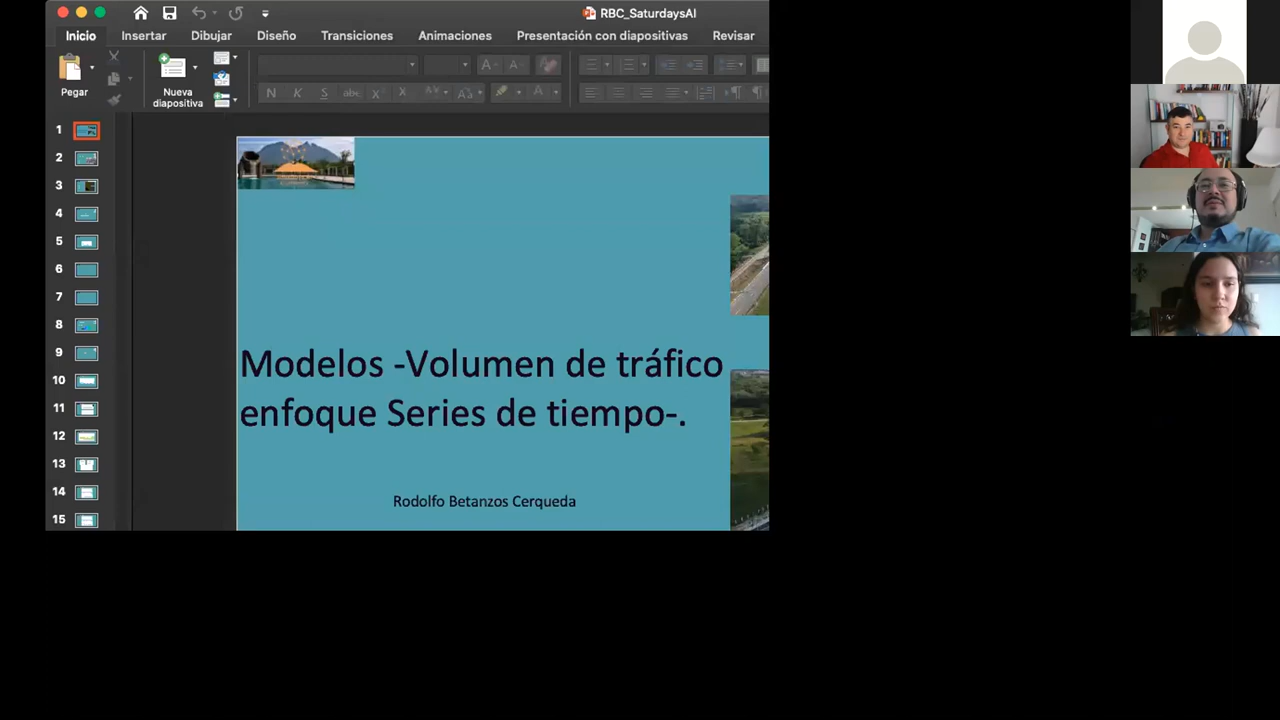 RBC_SaturdaysAI
Inicio Insertar Dibujar Diseño Transiciones Animaciones Presentación con diapositivas Revisar
Pegar
Nueva
diapositiva
N K S abc X X A A A
1
2
3
4
5
6
7
8
9
10
11
12
13
14
15
Modelos -Volumen de tráfico
enfoque Series de tiempo-.
Rodolfo Betanzos Cerqueda